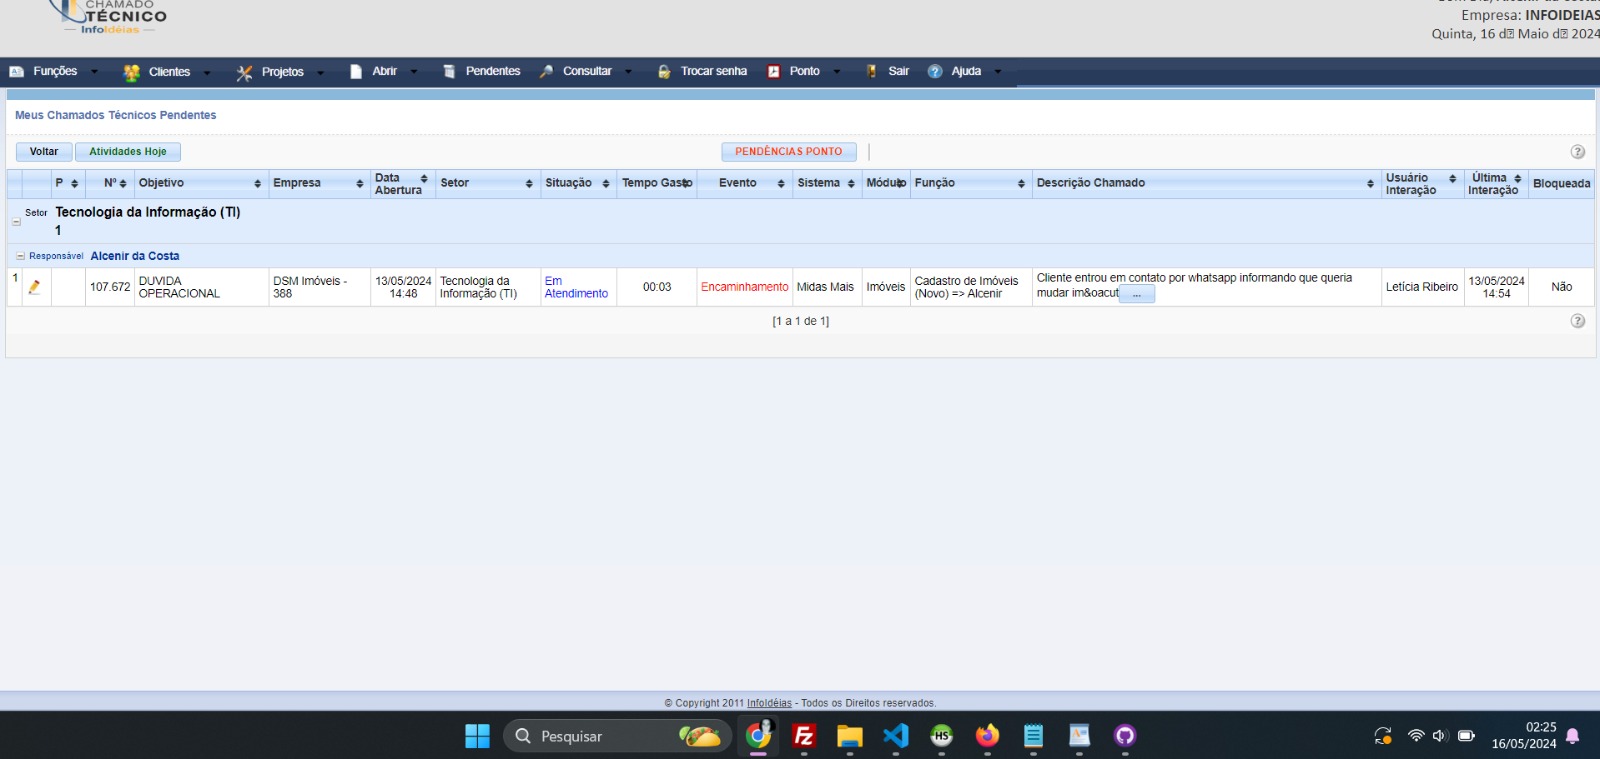 CHAMADO
TÉCNICO
InfoIdéias
Empresa: INFOIDEIAS
Quinta, 16 d� Maio d� 2024
Funções
Clientes
Projetos
Abrir
Pendentes
Consultar
Trocar senha
Ponto
Sair
Ajuda
Meus Chamados Técnicos Pendentes
Voltar
Atividades Hoje
PENDÊNCIAS PONTO
P
Nº
Objetivo
Empresa
Data
Abertura
Setor
Situação
Tempo Gasto
Evento
Sistema
Módulo
Função
Descrição Chamado
Usuário
Interação
Última
Interação
Bloqueada
Setor Tecnologia da Informação (TI)
1
Responsável Alcenir da Costa
1
107.672
DUVIDA
OPERACIONAL
DSM Imóveis -
388
13/05/2024
14:48
Tecnologia da
Informação (TI)
Em
Atendimento
00:03
Encaminhamento
Midas Mais
Imóveis
Cadastro de Imóveis
(Novo) => Alcenir
Cliente entrou em contato por whatsapp informando que queria
mudar im&oacut ...
Letícia Ribeiro
13/05/2024
14:54
Não
[1 a 1 de 1]
© Copyright 2011 InfoIdéias - Todos os Direitos reservados.
Pesquisar
Fz
HS
02:25
16/05/2024